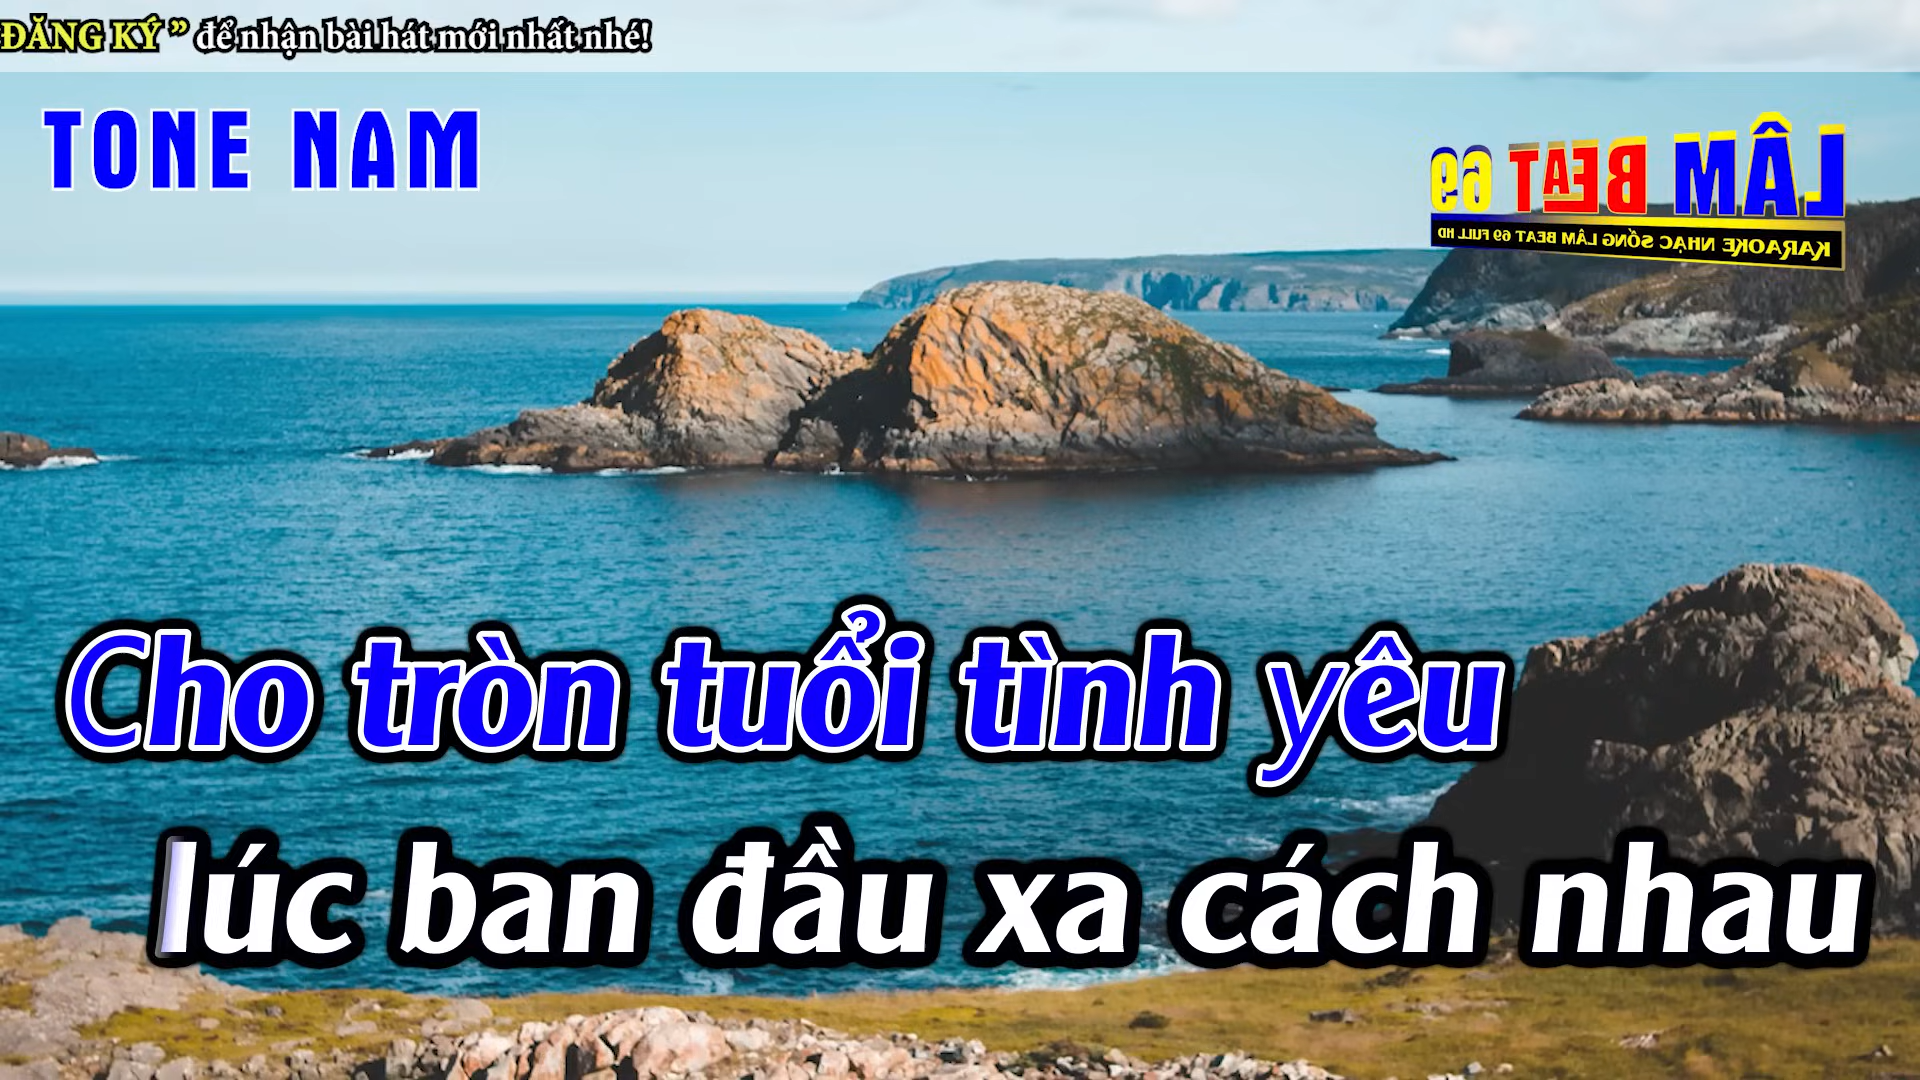 ĐĂNG KÝ ” để nhận bài hát mới nhất nhé!
TONE NAM
LÂM BEAT 69
KARAOKE NHẠC SỐNG LÂM BEAT 69 FULL HD
Cho tròn tuổi tình yêu
lúc ban đầu xa cách nhau